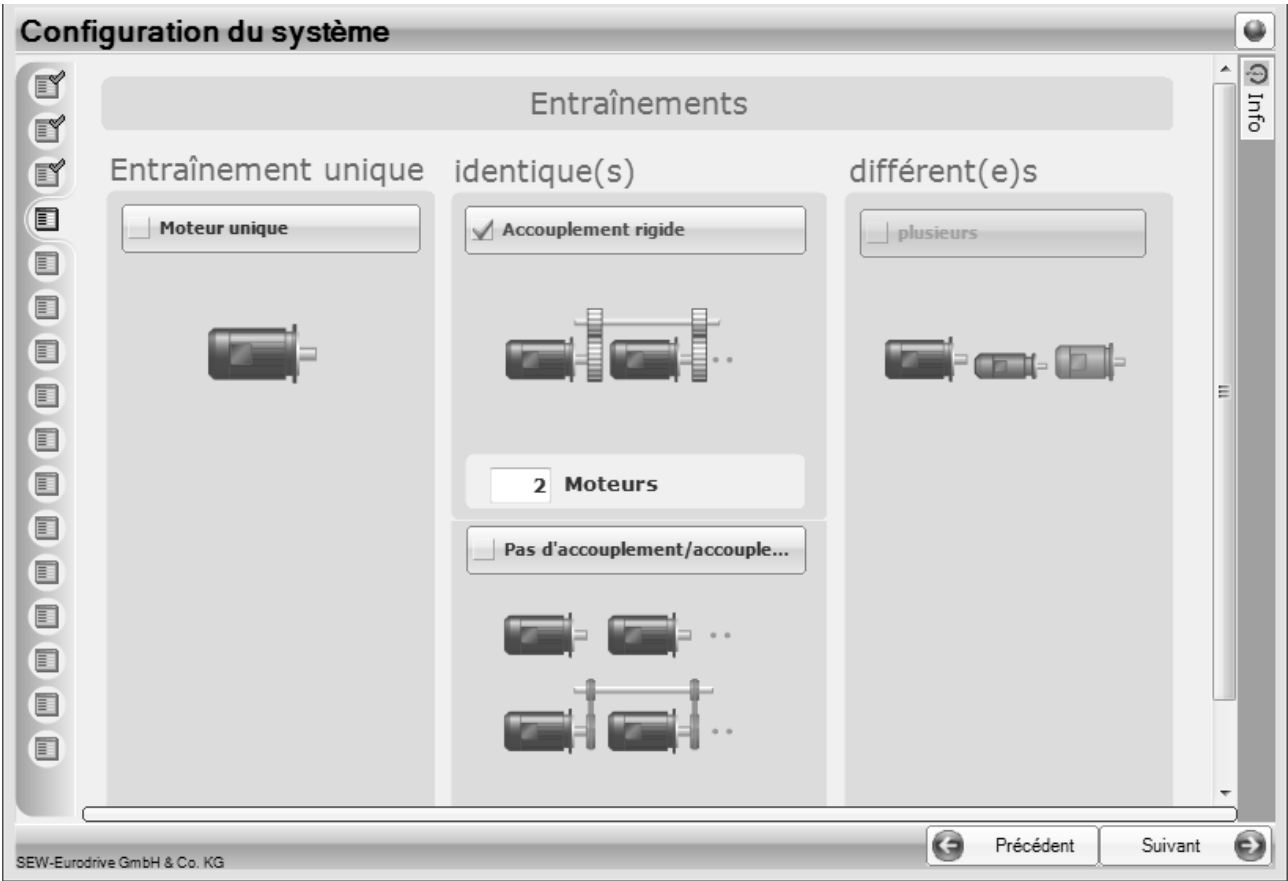 Configuration du système
Info
Entraînements
Entraînement unique
identique(s)
différent(e)s
Moteur unique
Accouplement rigide
plusieurs
2 Moteurs
Pas d'accouplement/accouple...
Précédent
Suivant
SEW-Eurodrive GmbH & Co. KG